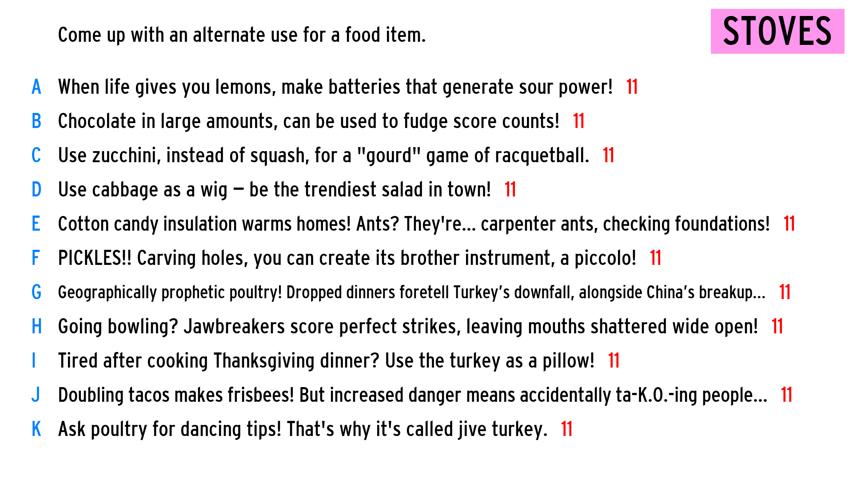 Come up with an alternate use for a food item.
STOVES
A When life gives you lemons, make batteries that generate sour power! 11
B Chocolate in large amounts, can be used to fudge score counts! 11
C Use zucchini, instead of squash, for a "gourd" game of racquetball. 11
D Use cabbage as a wig – be the trendiest salad in town! 11
E Cotton candy insulation warms homes! Ants? They're... carpenter ants, checking foundations! 11
F PICKLES!! Carving holes, you can create its brother instrument, a piccolo! 11
G Geographically prophetic poultry! Dropped dinners foretell Turkey’s downfall, alongside China’s breakup... 11
H Going bowling? Jawbreakers score perfect strikes, leaving mouths shattered wide open! 11
I Tired after cooking Thanksgiving dinner? Use the turkey as a pillow! 11
J Doubling tacos makes frisbees! But increased danger means accidentally ta-K.O.-ing people... 11
K Ask poultry for dancing tips! That's why it's called jive turkey. 11